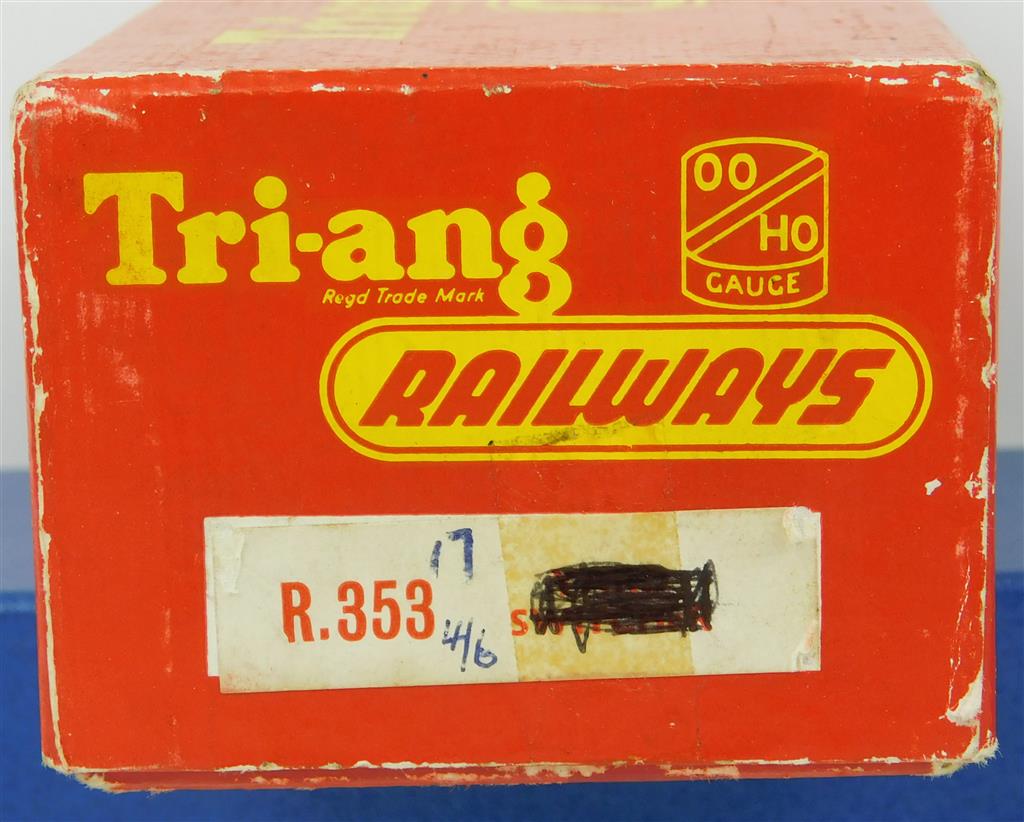 Tri-ang
Regd Trade Mark
OO
HO
GAUGE
RAILWAYS
R.353
17
4/6